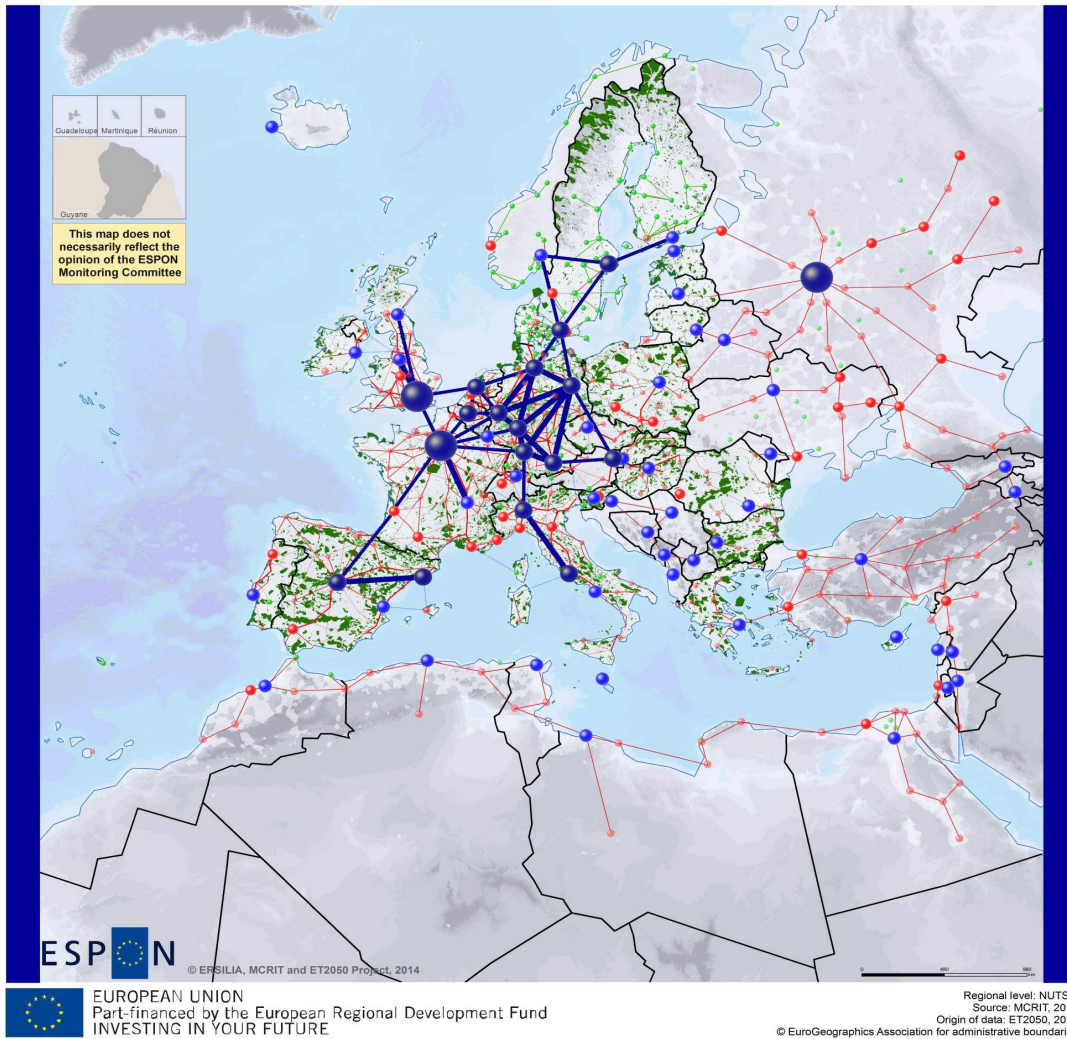 Guadeloupe Martinique Réunion
Guyane
This map does not
necessarily reflect the
opinion of the ESPON
Monitoring Committee
ESPON
© ERSILIA, MCRIT and ET2050 Project, 2014
0 490 980
km
EUROPEAN UNION
Part-financed by the European Regional Development Fund
INVESTING IN YOUR FUTURE
Regional level: NUTS
Source: MCRIT, 20
Origin of data: ET2050, 20
© EuroGeographics Association for administrative boundari